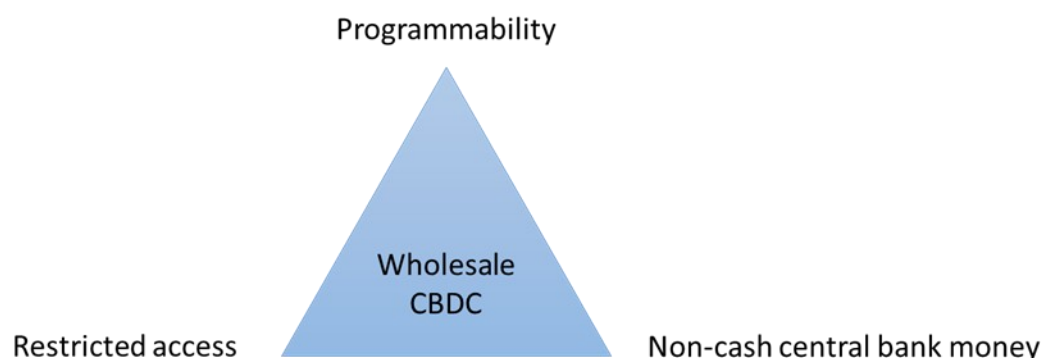 Programmability
Wholesale
CBDC
Restricted access
Non-cash central bank money